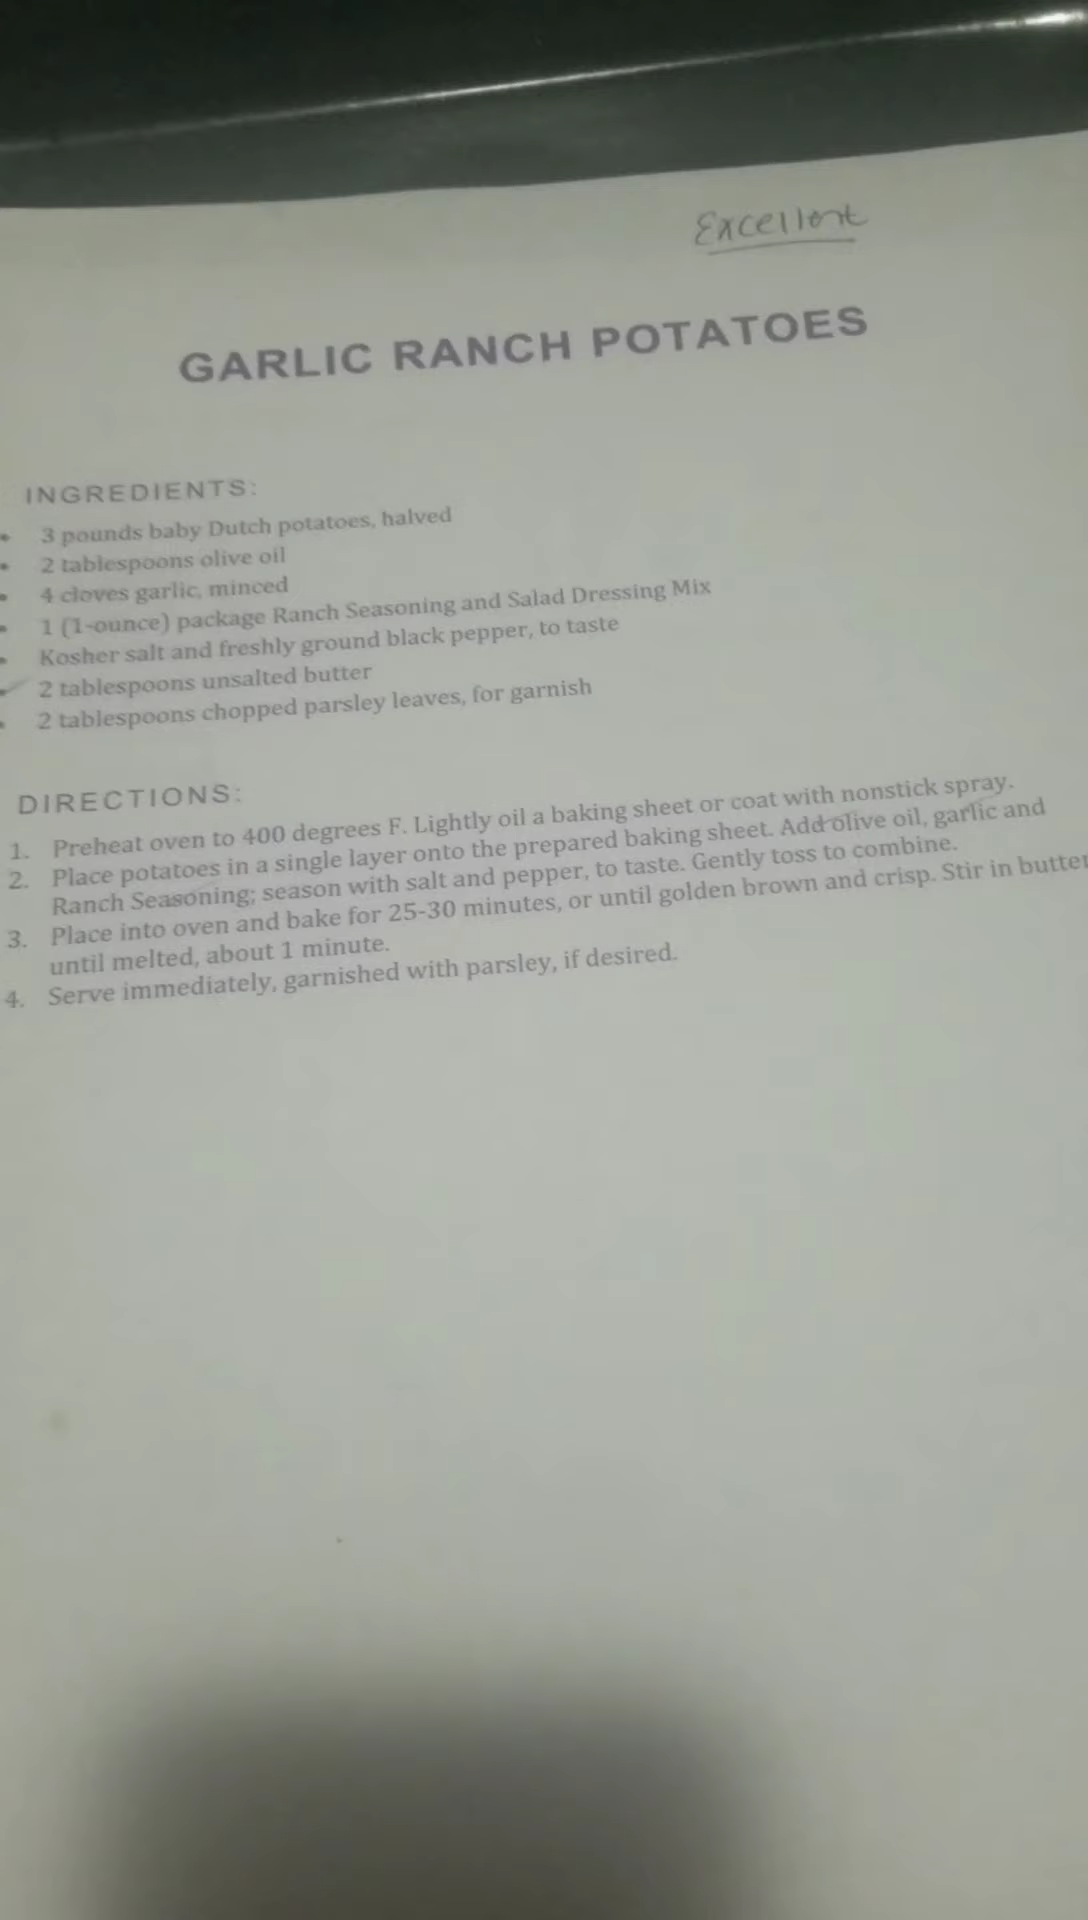 Excellent
GARLIC RANCH POTATOES
INGREDIENTS:
• 3 pounds baby Dutch potatoes, halved
• 2 tablespoons olive oil
• 4 cloves garlic, minced
• 1 (1-ounce) package Ranch Seasoning and Salad Dressing Mix
• Kosher salt and freshly ground black pepper, to taste
• 2 tablespoons unsalted butter
• 2 tablespoons chopped parsley leaves, for garnish
DIRECTIONS:
1. Preheat oven to 400 degrees F. Lightly oil a baking sheet or coat with nonstick spray.
2. Place potatoes in a single layer onto the prepared baking sheet. Add olive oil, garlic and
Ranch Seasoning; season with salt and pepper, to taste. Gently toss to combine.
3. Place into oven and bake for 25-30 minutes, or until golden brown and crisp. Stir in butter
until melted, about 1 minute.
4. Serve immediately, garnished with parsley, if desired.